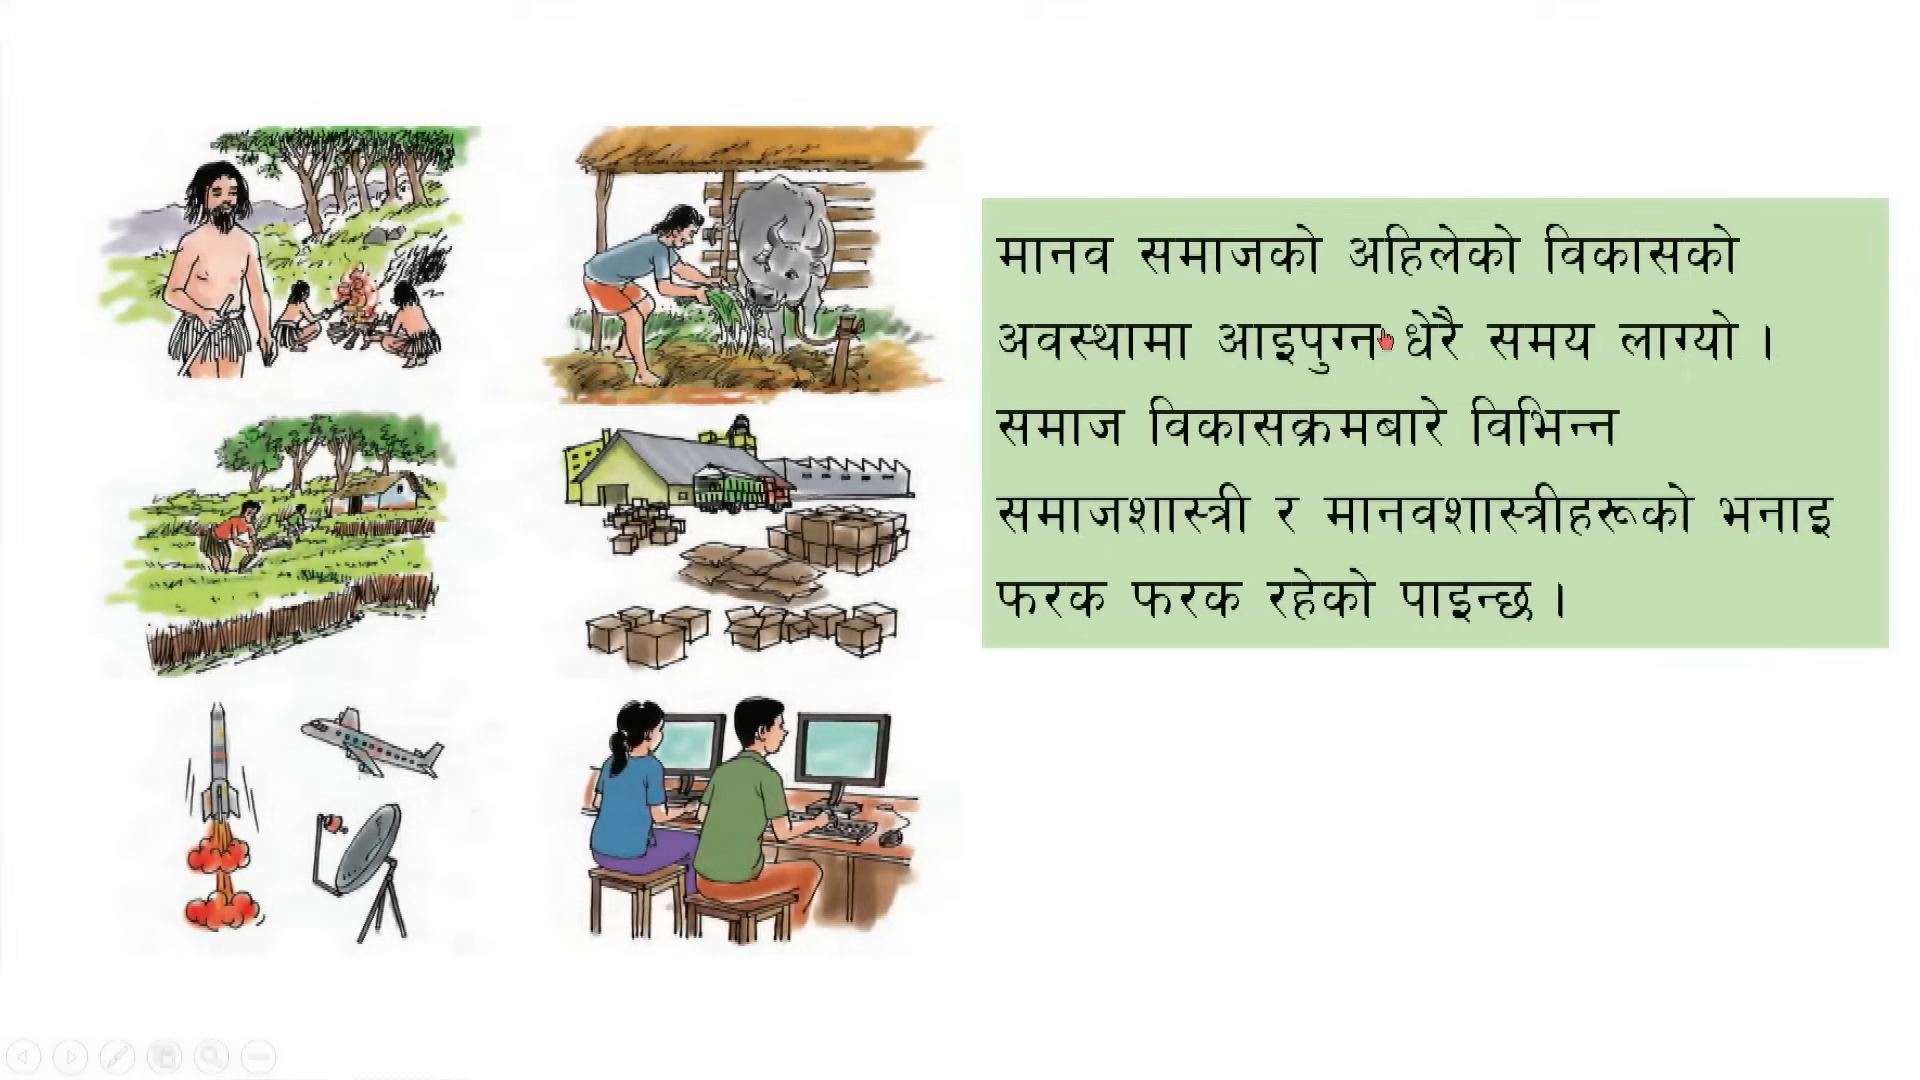 मानव समाजको अहिलेको विकासको
अवस्थामा आइपुग्न धेरै समय लाग्यो ।
समाज विकासक्रमबारे विभिन्न
समाजशास्त्री र मानवशास्त्रीहरूको भनाइ
फरक फरक रहेको पाइन्छ ।